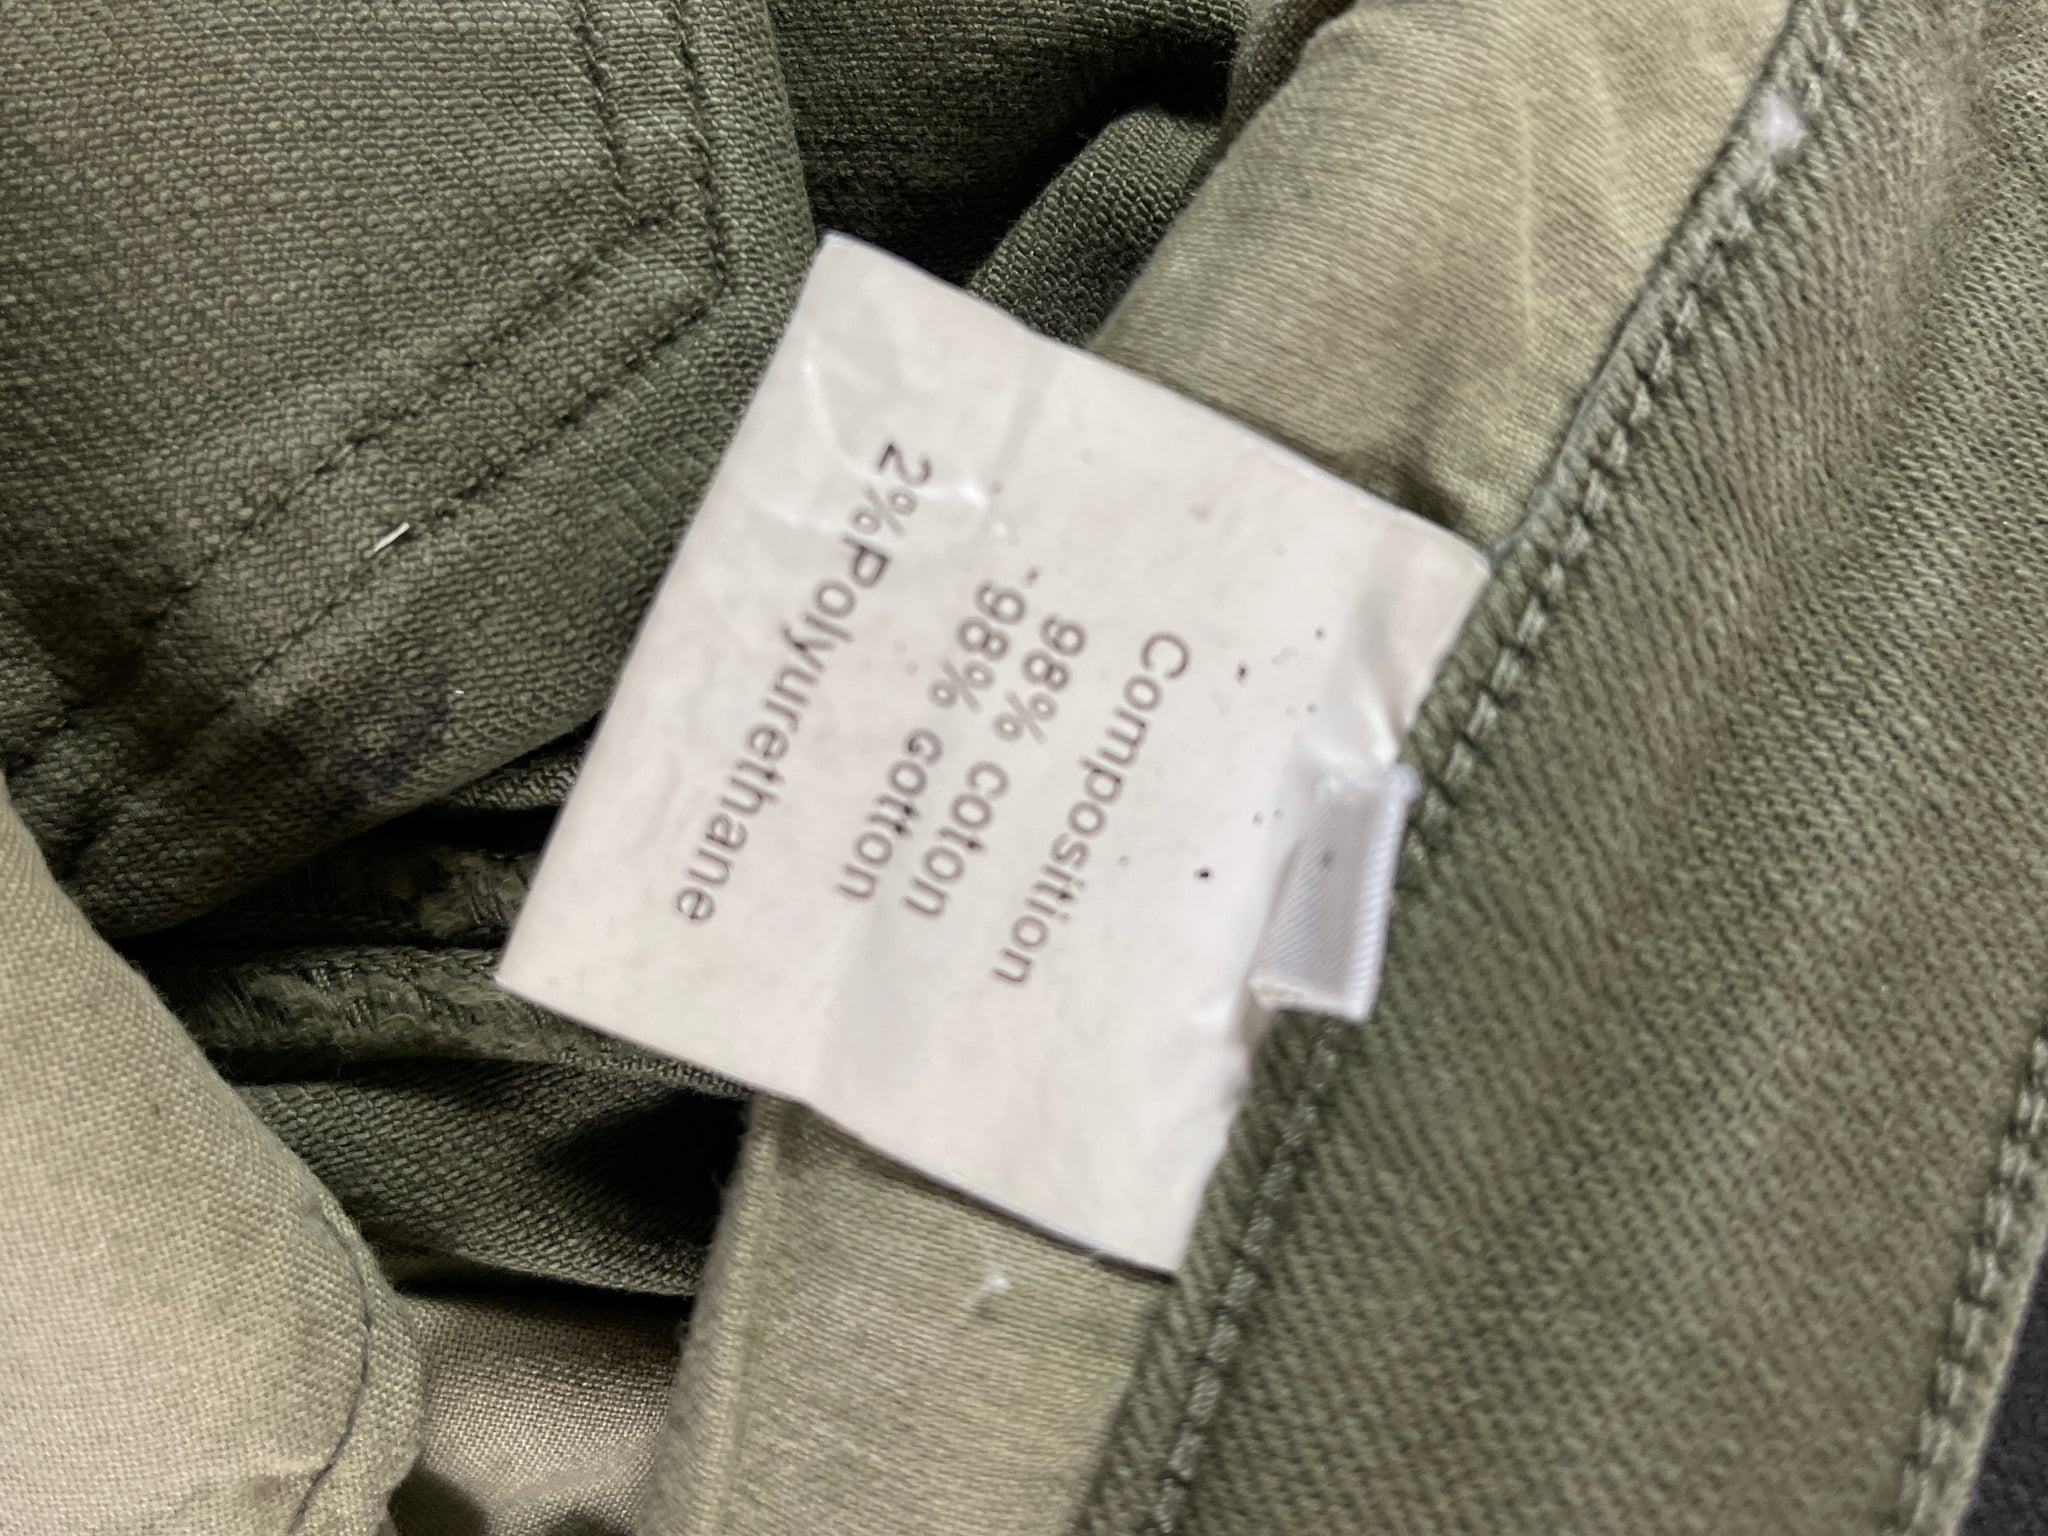 Composition
98% coton
98% cotton
2%Polyurethane